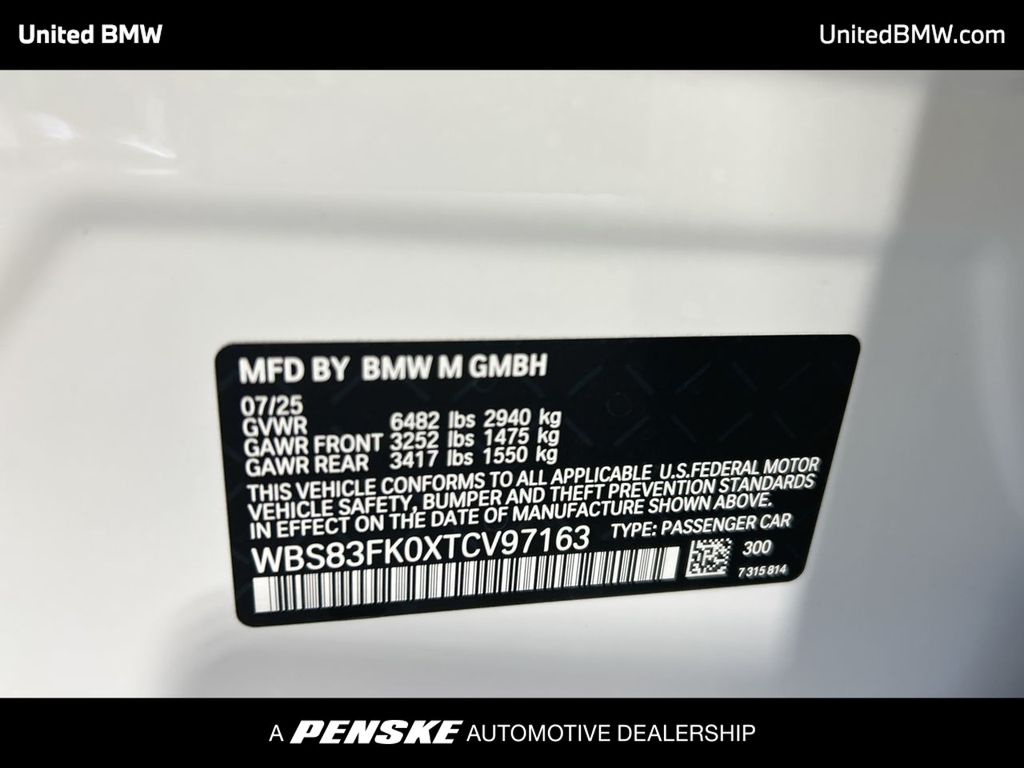 United BMW
UnitedBMW.com
MFD BY BMW M GMBH
07/25
GVWR 6482 lbs 2940 kg
GAWR FRONT 3252 lbs 1475 kg
GAWR REAR 3417 lbs 1550 kg
THIS VEHICLE CONFORMS TO ALL APPLICABLE U.S.FEDERAL MOTOR
VEHICLE SAFETY, BUMPER AND THEFT PREVENTION STANDARDS
IN EFFECT ON THE DATE OF MANUFACTURE SHOWN ABOVE.
TYPE: PASSENGER CAR
WBS83FK0XTCV97163
300
7 315 814
A PENSKE AUTOMOTIVE DEALERSHIP